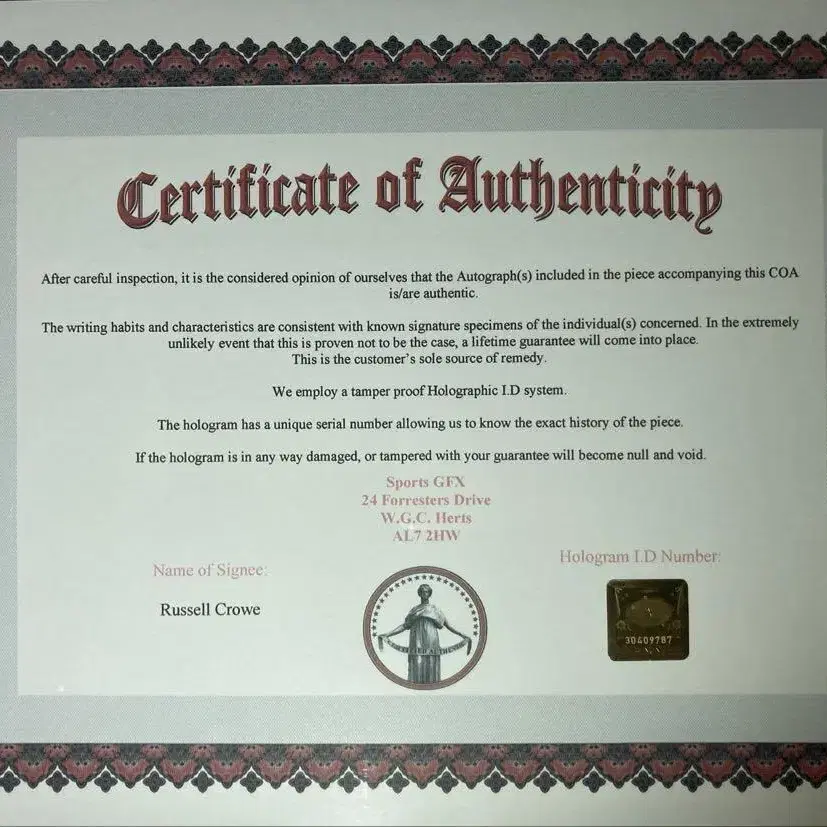 Certificate of Authenticity
After careful inspection, it is the considered opinion of ourselves that the Autograph(s) included in the piece accompanying this COA
is/are authentic.
The writing habits and characteristics are consistent with known signature specimens of the individual(s) concerned. In the extremely
unlikely event that this is proven not to be the case, a lifetime guarantee will come into place.
This is the customer's sole source of remedy.
We employ a tamper proof Holographic I.D system.
The hologram has a unique serial number allowing us to know the exact history of the piece.
If the hologram is in any way damaged, or tampered with your guarantee will become null and void.
Sports GFX
24 Forresters Drive
W.G.C. Herts
AL7 2HW
Name of Signee:
Russell Crowe
Hologram I.D Number:
30409787
CERTIFIED AUTHENTIC